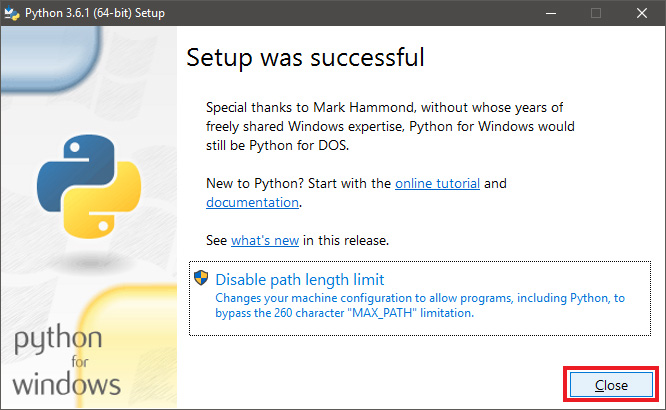 Python 3.6.1 (64-bit) Setup
Setup was successful
Special thanks to Mark Hammond, without whose years of
freely shared Windows expertise, Python for Windows would
still be Python for DOS.
New to Python? Start with the online tutorial and
documentation.
See what's new in this release.
Disable path length limit
Changes your machine configuration to allow programs, including Python, to
bypass the 260 character "MAX_PATH" limitation.
python
for
windows
Close